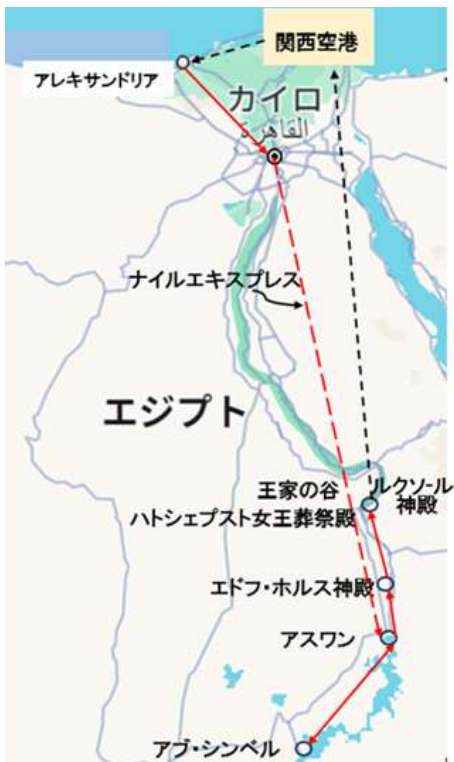 関西空港
アレキサンドリア
カイロ
القاهرة
ナイルエキスプレス
エジプト
王家の谷
ルクソール
神殿
ハトシェプスト女王葬祭殿
エドフ・ホルス神殿
アスワン
アブ・シンベル